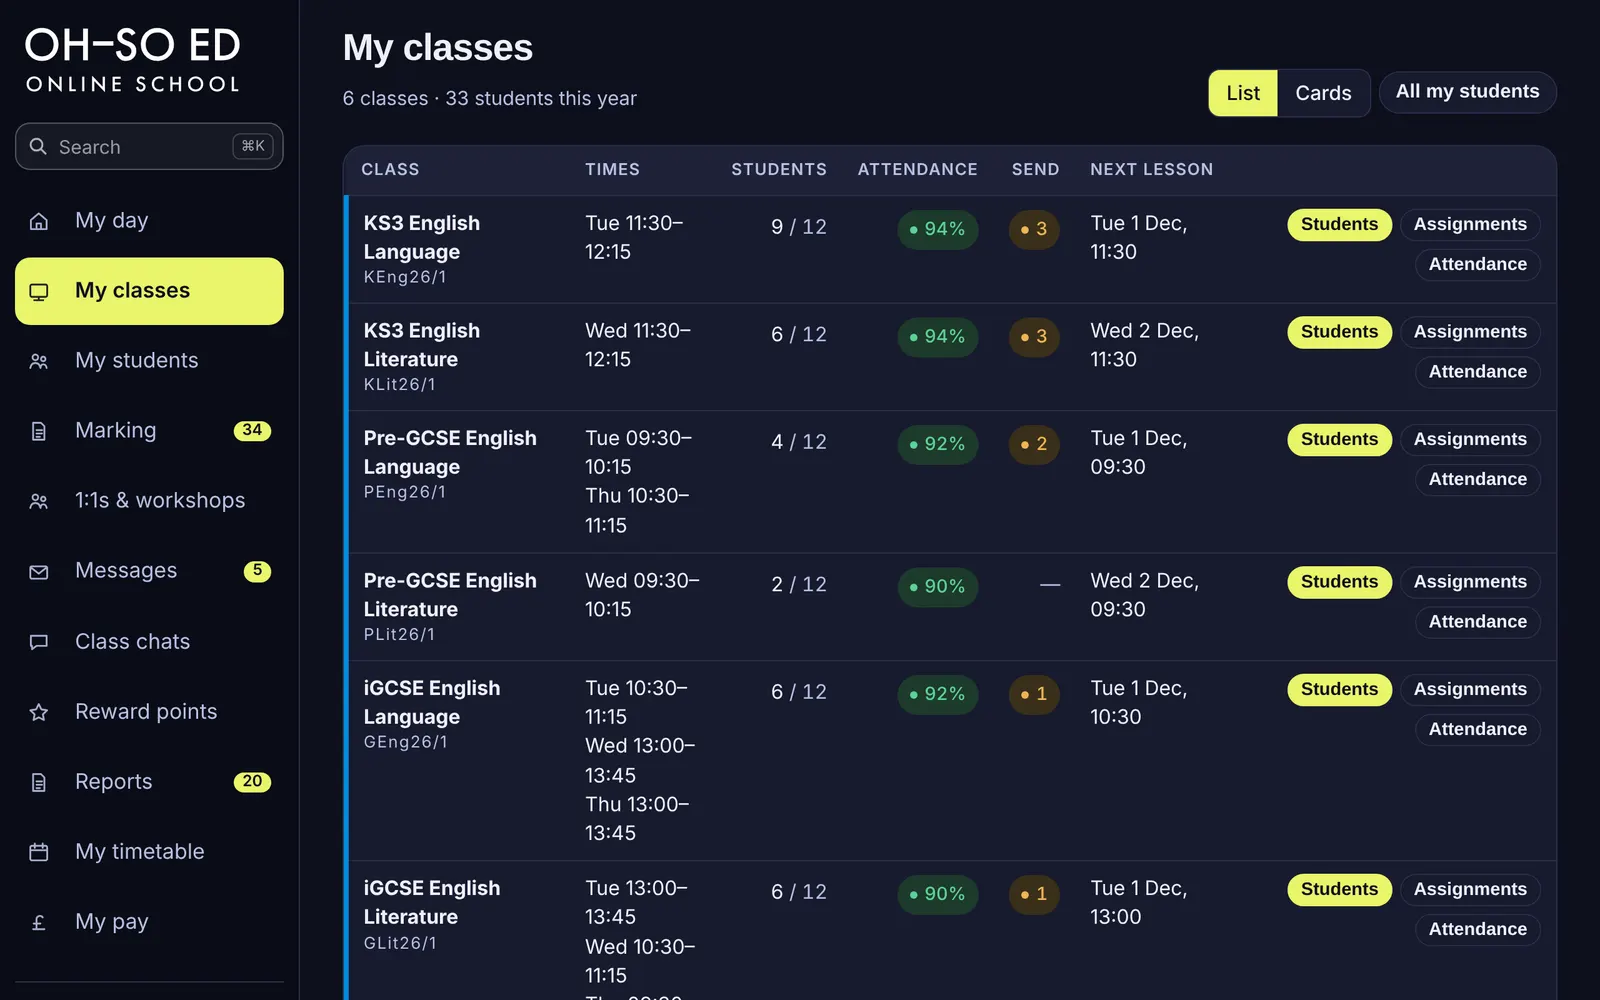 OH–SO ED
ONLINE SCHOOL
Search ⌘K
My day
My classes
My students
Marking 34
1:1s & workshops
Messages 5
Class chats
Reward points
Reports 20
My timetable
£ My pay
My classes
6 classes · 33 students this year
List Cards All my students
CLASS TIMES STUDENTS ATTENDANCE SEND NEXT LESSON
KS3 English Tue 11:30– 9 / 12 94% 3 Tue 1 Dec, Students Assignments
Language 12:15 11:30
KEng26/1 Attendance
KS3 English Wed 11:30– 6 / 12 94% 3 Wed 2 Dec, Students Assignments
Literature 12:15 11:30
KLit26/1 Attendance
Pre-GCSE English Tue 09:30– 4 / 12 92% 2 Tue 1 Dec, Students Assignments
Language 10:15 09:30
PEng26/1 Thu 10:30– Attendance
11:15
Pre-GCSE English Wed 09:30– 2 / 12 90% — Wed 2 Dec, Students Assignments
Literature 10:15 09:30
PLit26/1 Attendance
iGCSE English Tue 10:30– 6 / 12 92% 1 Tue 1 Dec, Students Assignments
Language 11:15 10:30
GEng26/1 Wed 13:00– Attendance
13:45
Thu 13:00–
13:45
iGCSE English Tue 13:00– 6 / 12 90% 1 Tue 1 Dec, Students Assignments
Literature 13:45 13:00
GLit26/1 Wed 10:30– Attendance
11:15